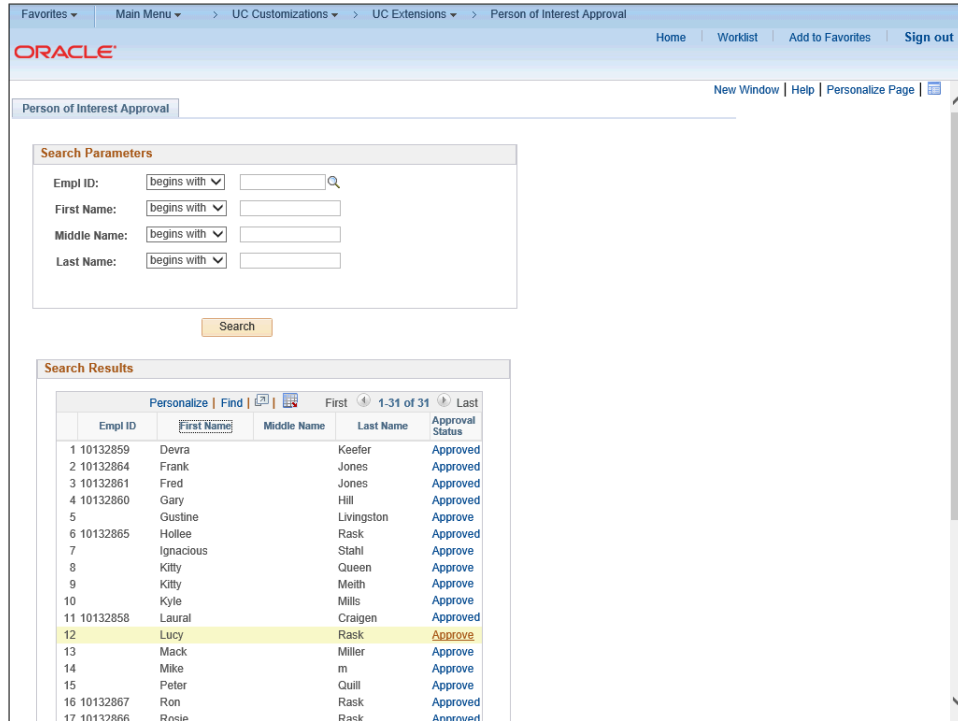 Favorites Main Menu > UC Customizations > UC Extensions > Person of Interest Approval
Home Worklist Add to Favorites Sign out
ORACLE
New Window | Help | Personalize Page |
Person of Interest Approval
Search Parameters
Empl ID: begins with
First Name: begins with
Middle Name: begins with
Last Name: begins with
Search
Search Results
Personalize | Find | | First 1-31 of 31 Last
Empl ID First Name Middle Name Last Name Approval Status
1 10132859 Devra Keefer Approved
2 10132864 Frank Jones Approved
3 10132861 Fred Jones Approved
4 10132860 Gary Hill Approved
5 Gustine Livingston Approve
6 10132865 Hollee Rask Approved
7 Ignacious Stahl Approve
8 Kitty Queen Approve
9 Kitty Meith Approve
10 Kyle Mills Approve
11 10132858 Laural Craigen Approved
12 Lucy Rask Approve
13 Mack Miller Approve
14 Mike m Approve
15 Peter Quill Approve
16 10132867 Ron Rask Approved
17 10132866 Rosie Rask Approved